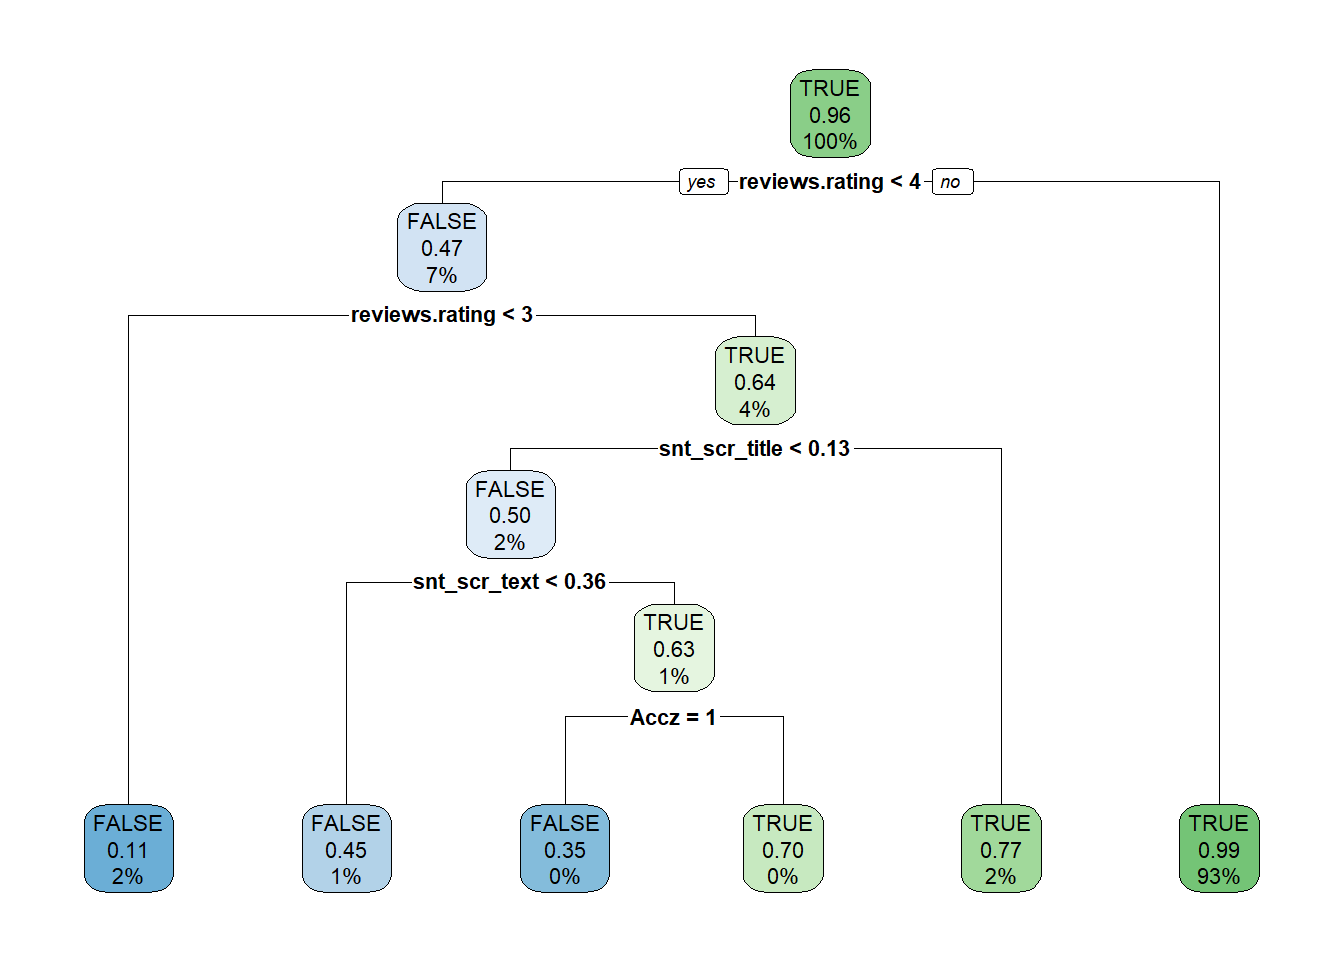 TRUE
0.96
100%
yes reviews.rating < 4 no
FALSE
0.47
7%
reviews.rating < 3
TRUE
0.64
4%
snt_scr_title < 0.13
FALSE
0.50
2%
snt_scr_text < 0.36
TRUE
0.63
1%
Accz = 1
FALSE
0.11
2%
FALSE
0.45
1%
FALSE
0.35
0%
TRUE
0.70
0%
TRUE
0.77
2%
TRUE
0.99
93%